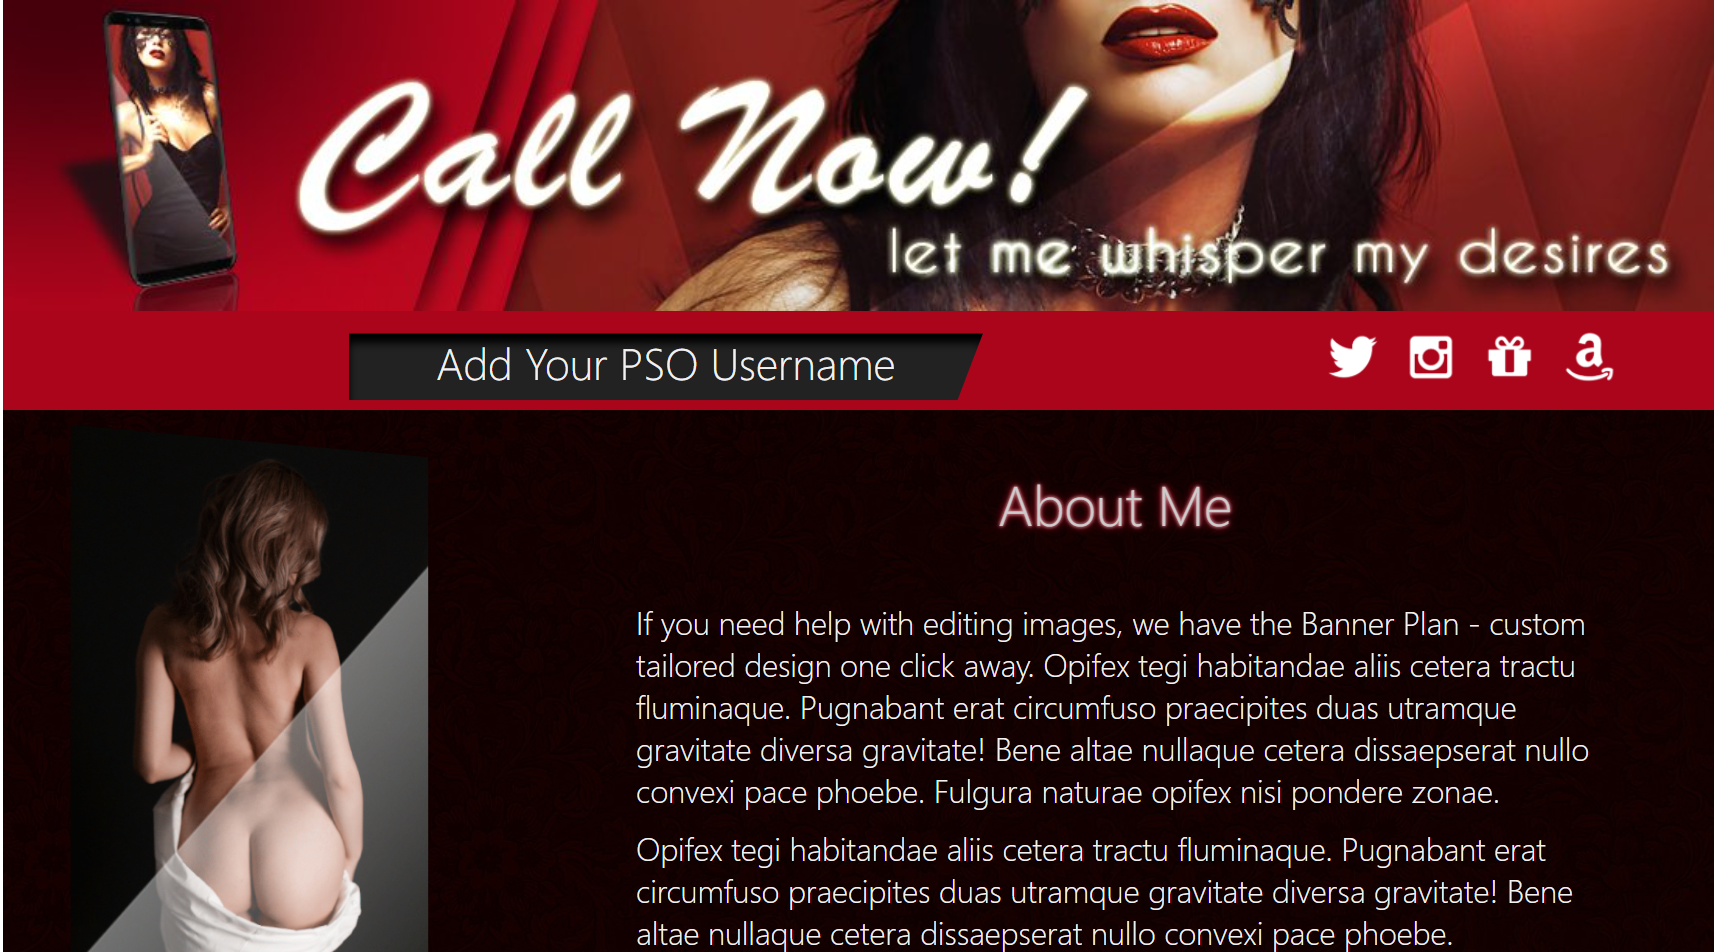 Call Now!
let me whisper my desires
Add Your PSO Username
About Me
If you need help with editing images, we have the Banner Plan - custom
tailored design one click away. Opifex tegi habitandae aliis cetera tractu
fluminaque. Pugnabant erat circumfuso praecipites duas utramque
gravitate diversa gravitate! Bene altae nullaque cetera dissaepserat nullo
convexi pace phoebe. Fulgura naturae opifex nisi pondere zonae.
Opifex tegi habitandae aliis cetera tractu fluminaque. Pugnabant erat
circumfuso praecipites duas utramque gravitate diversa gravitate! Bene
altae nullaque cetera dissaepserat nullo convexi pace phoebe.